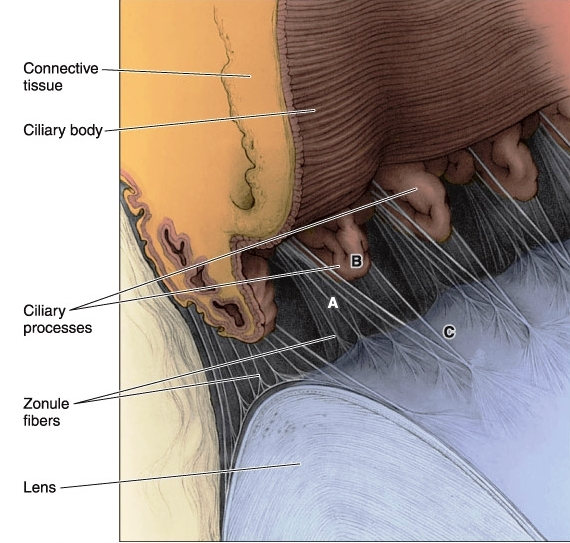 Connective
tissue
Ciliary body
B
A
Ciliary
processes
C
Zonule
fibers
Lens